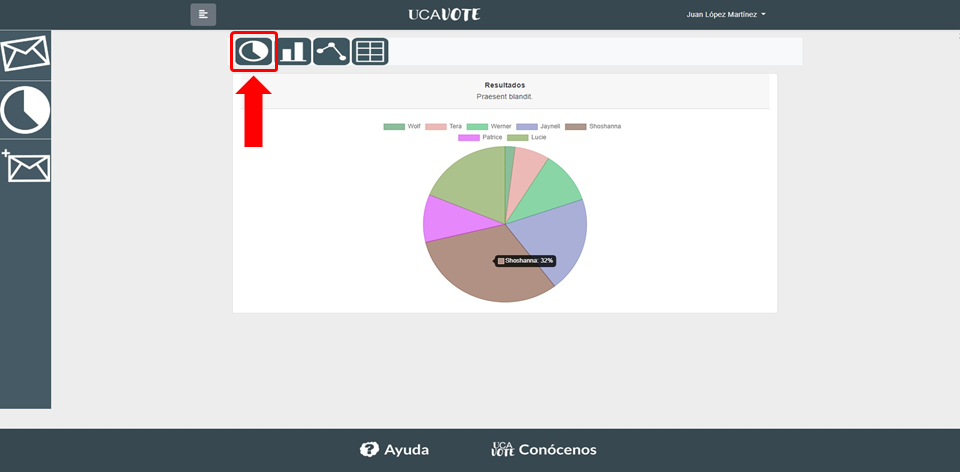 UCAVOTE
Juan López Martínez
Resultados
Praesent blandit.
Wolf Tera Werner Jaynell Shoshanna
Patrice Lucie
Shoshanna: 32%
Ayuda
UCA VOTE Conócenos